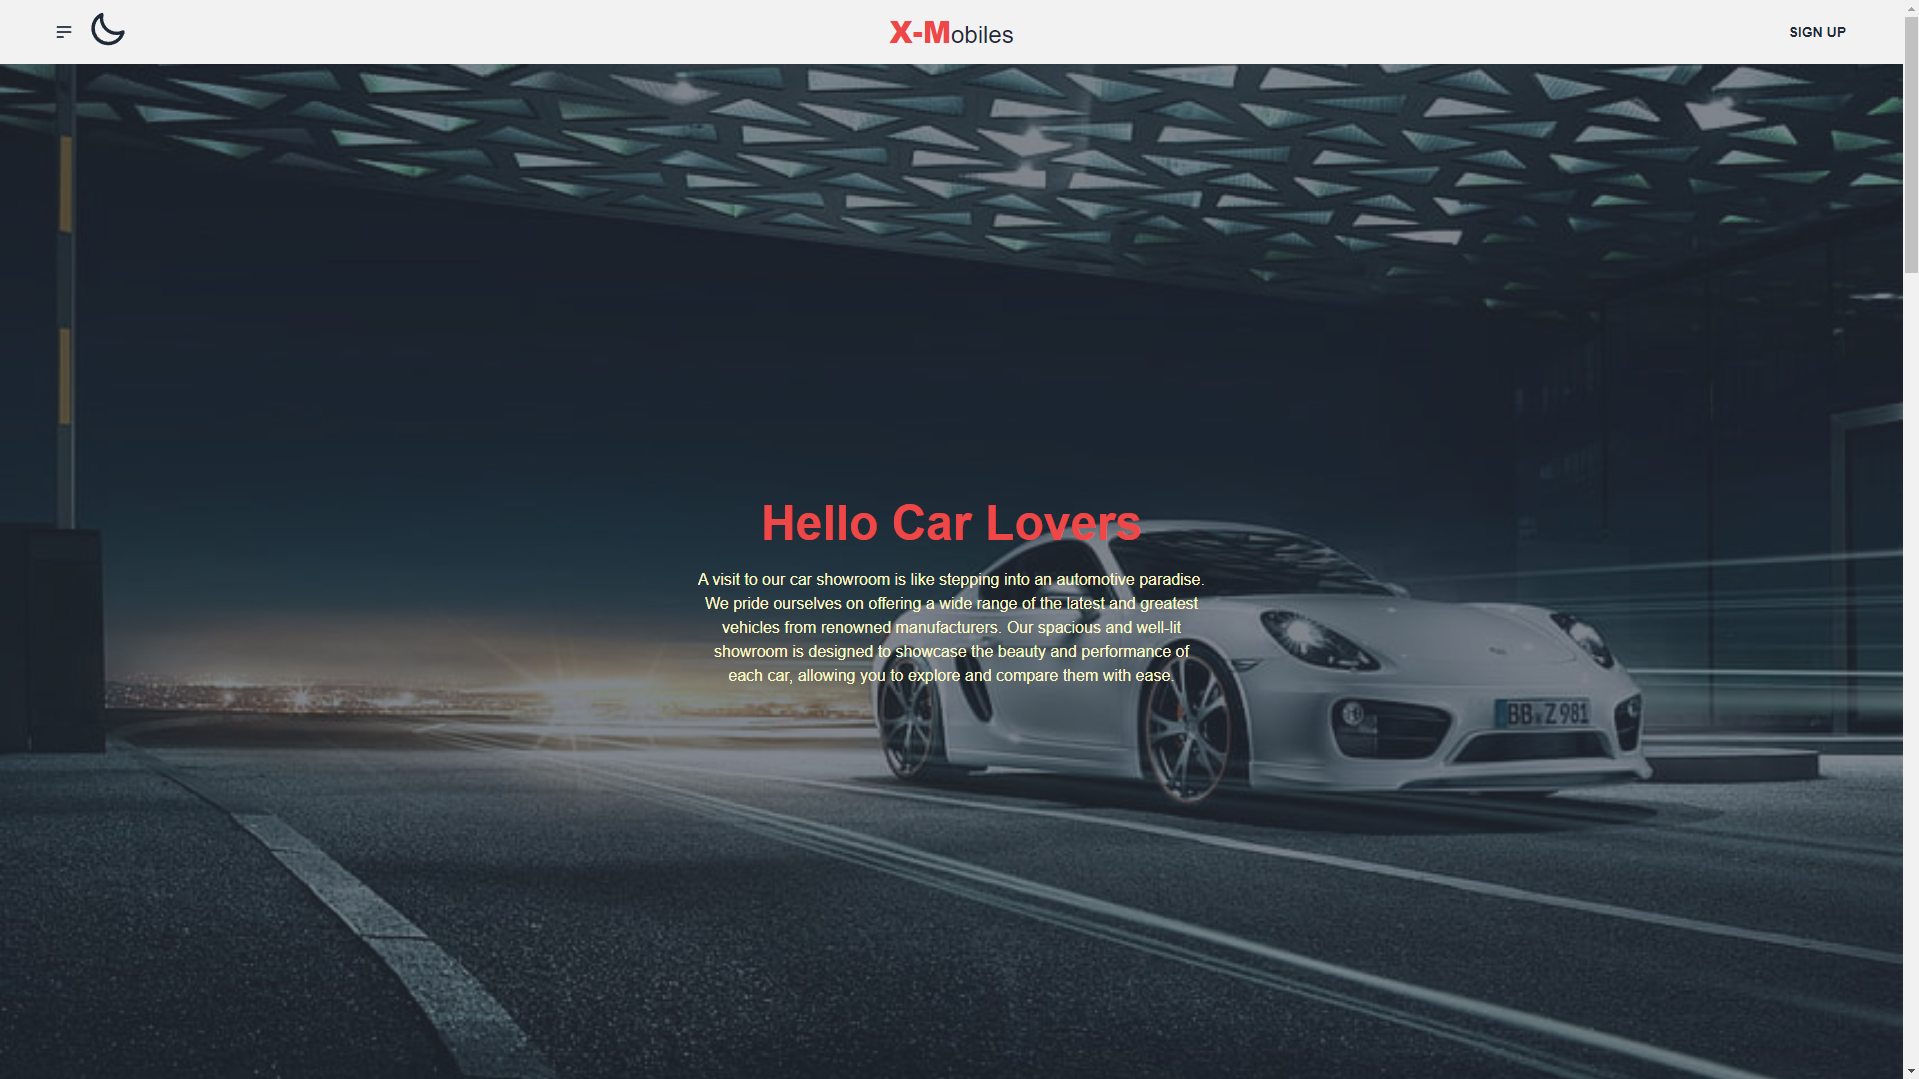 X-Mobiles
SIGN UP
Hello Car Lovers
A visit to our car showroom is like stepping into an automotive paradise.
We pride ourselves on offering a wide range of the latest and greatest
vehicles from renowned manufacturers. Our spacious and well-lit
showroom is designed to showcase the beauty and performance of
each car, allowing you to explore and compare them with ease.
BB Z 981